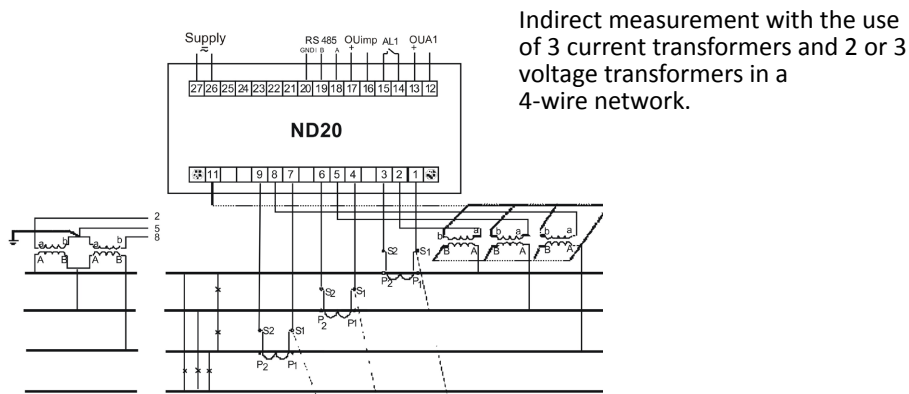 Indirect measurement with the use
of 3 current transformers and 2 or 3
voltage transformers in a
4-wire network.
Supply RS 485 OUimp AL1 OUA1
≂ GND B A + +
27 26 25 24 23 22 21 20 19 18 17 16 15 14 13 12
ND20
11 9 8 7 6 5 4 3 2 1
2
5
8
a b a b
A B A B
b a b a b a
B A B A B A
S2 S1
P2 P1
S2 S1
P2 P1
S2 S1
P2 P1